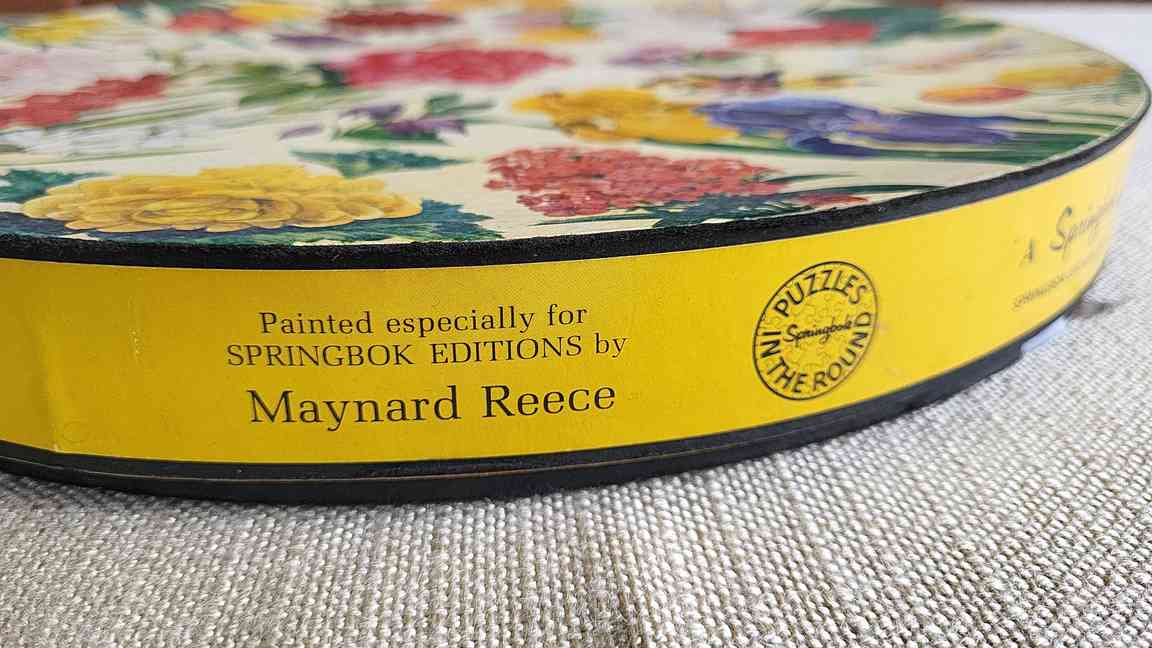 Painted especially for
SPRINGBOK EDITIONS by
Maynard Reece
PUZZLES
Springbok
IN THE ROUND
A